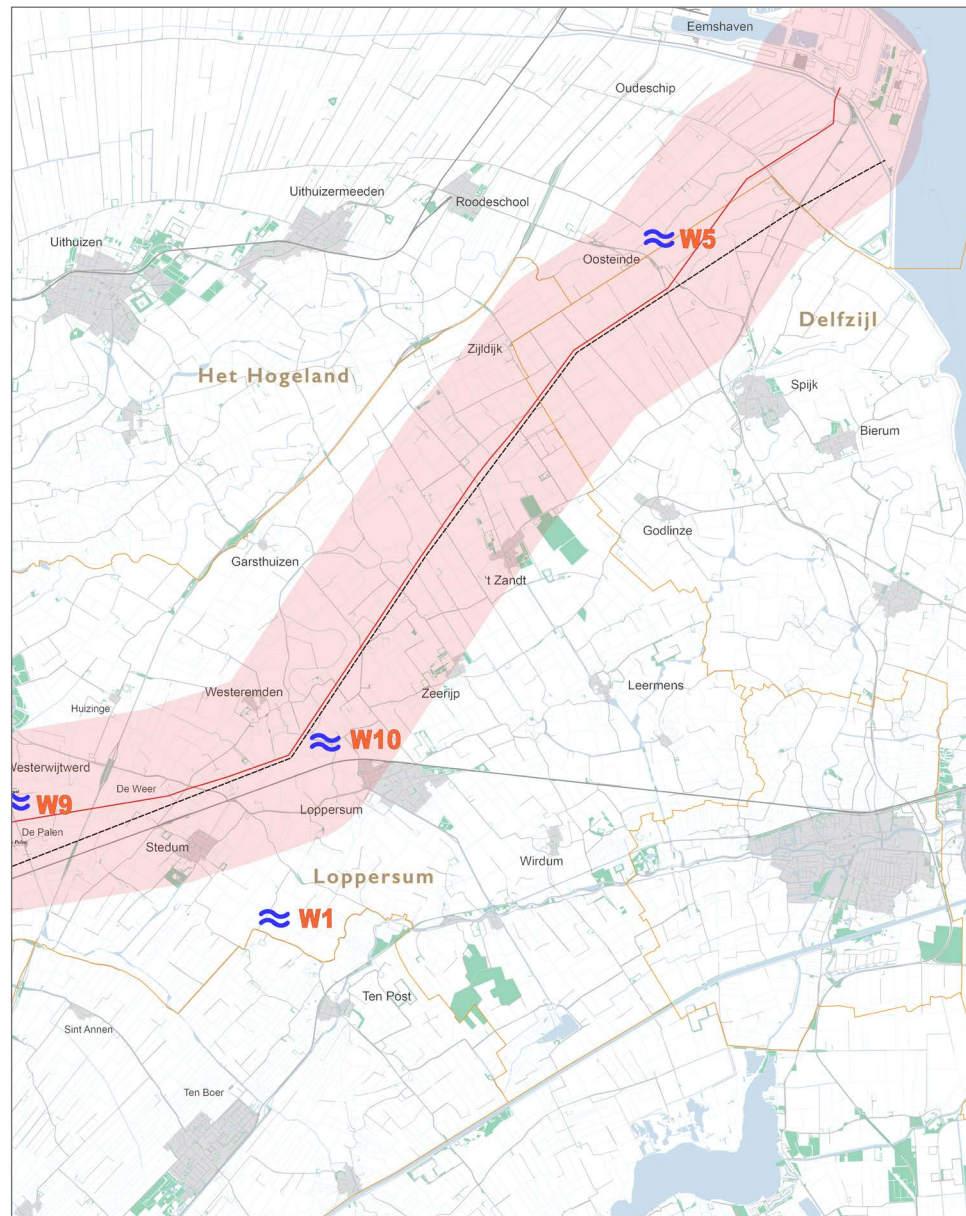 Eemshaven
Oudeschip
Uithuizermeeden
Roodeschool
Uithuizen
W5
Oosteinde
Delfzijl
Zijldijk
Het Hogeland
Spijk
Bierum
Godlinze
Garsthuizen
't Zandt
Leermens
Zeerijp
Westeremden
Huizinge
W10
Westerwijtwerd
De Weer
W9
Loppersum
De Palen
Stedum
Wirdum
Loppersum
W1
Ten Post
Sint Annen
Ten Boer